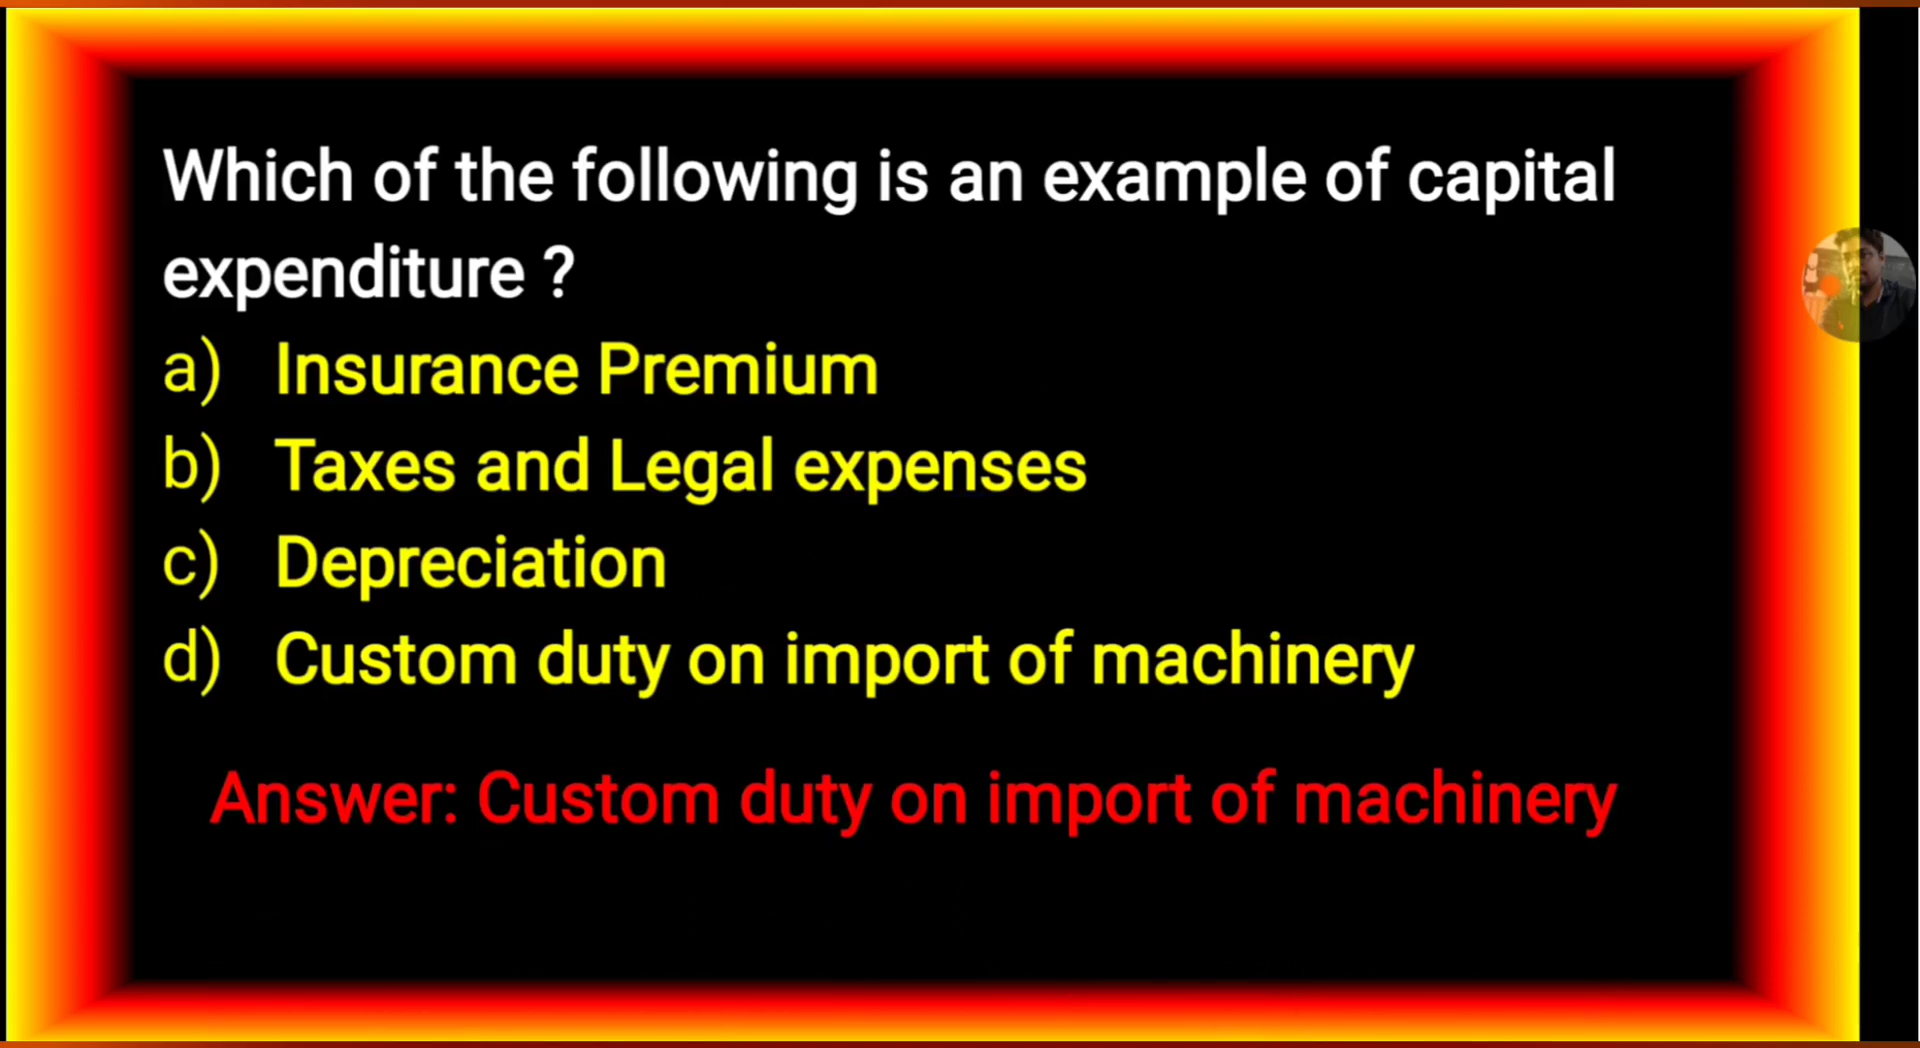 Which of the following is an example of capital
expenditure ?
a) Insurance Premium
b) Taxes and Legal expenses
c) Depreciation
d) Custom duty on import of machinery
Answer: Custom duty on import of machinery